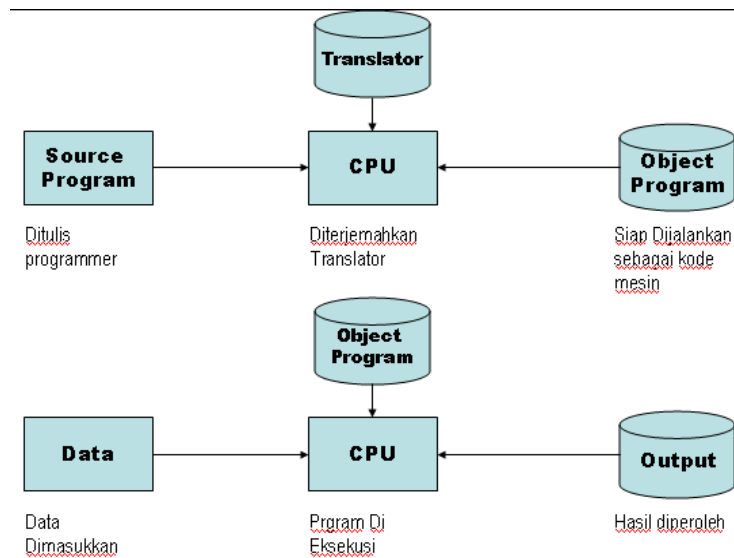 Translator
Source
Program
CPU
Object
Program
Ditulis
programmer
Diterjemahkan
Translator
Siap Dijalankan
sebagai kode
mesin
Object
Program
Data
CPU
Output
Data
Dimasukkan
Prgram Di
Eksekusi
Hasil diperoleh